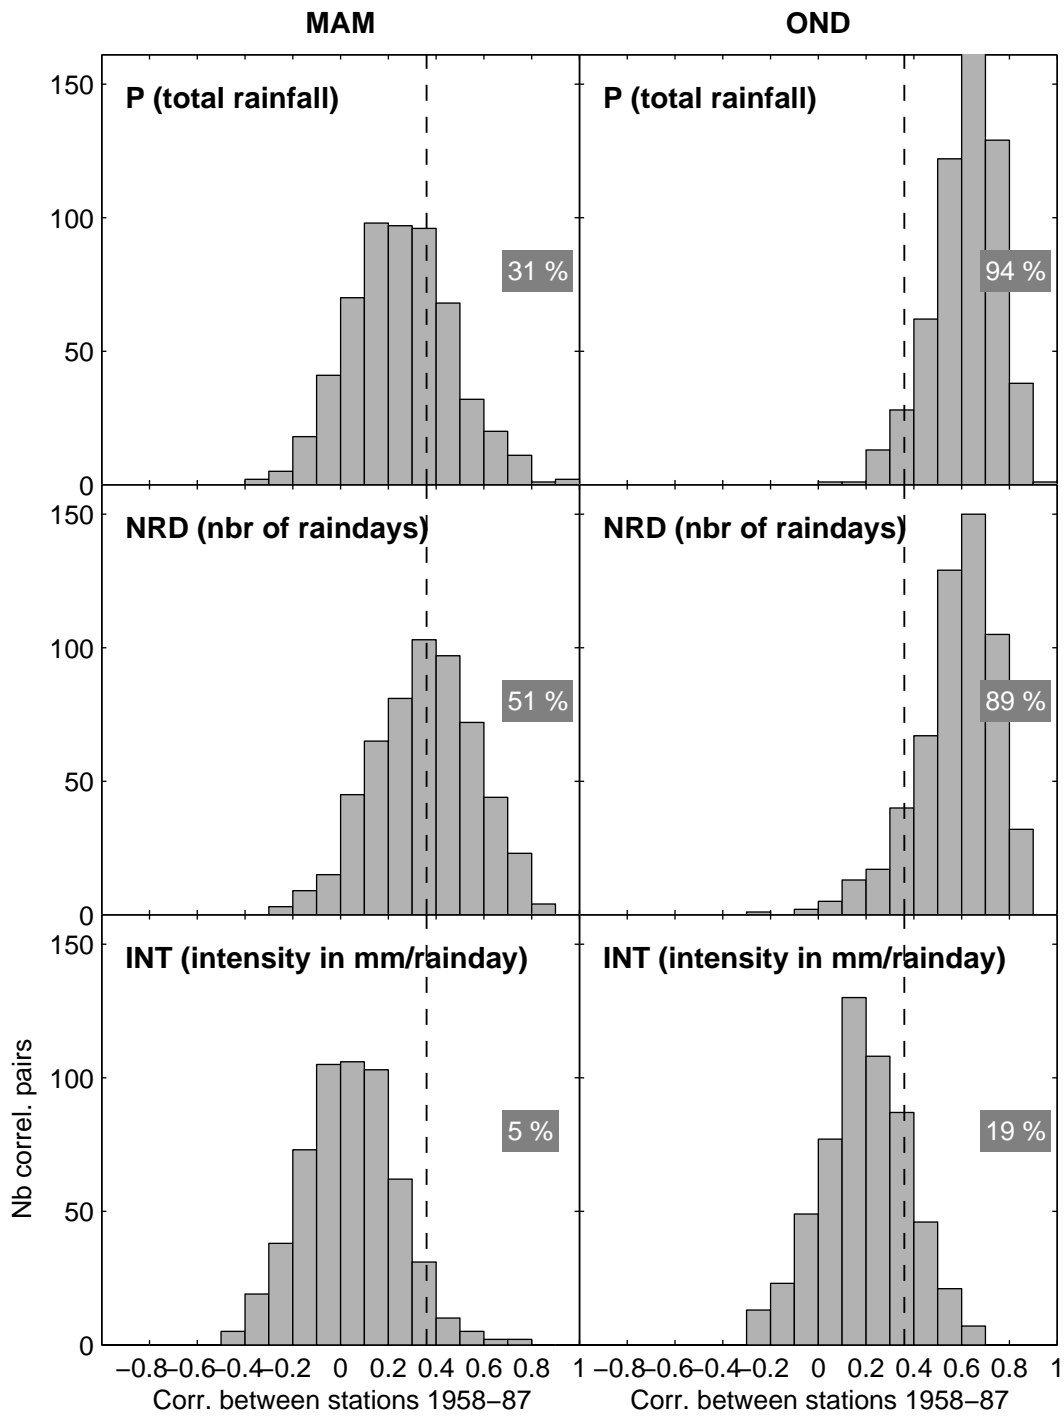 MAM OND
P (total rainfall) P (total rainfall)
150
100
31 % 94 %
50
0
NRD (nbr of raindays) NRD (nbr of raindays)
150
100
51 % 89 %
50
0
INT (intensity in mm/rainday) INT (intensity in mm/rainday)
150
100
5 % 19 %
50
0
Nb correl. pairs
−0.8−0.6−0.4−0.2 0 0.2 0.4 0.6 0.8 1 −0.8−0.6−0.4−0.2 0 0.2 0.4 0.6 0.8 1
Corr. between stations 1958−87 Corr. between stations 1958−87